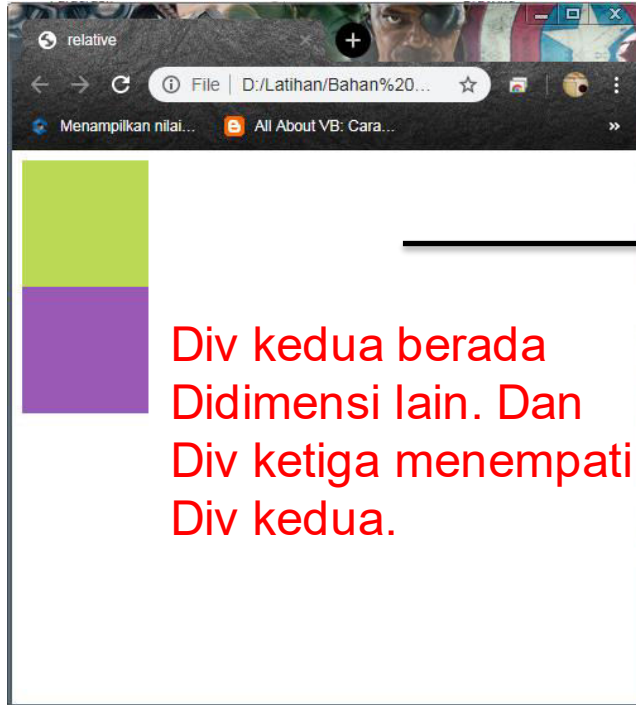 relative
File | D:/Latihan/Bahan%20...
Menampilkan nilai... All About VB: Cara... »
Div kedua berada
Didimensi lain. Dan
Div ketiga menempati
Div kedua.